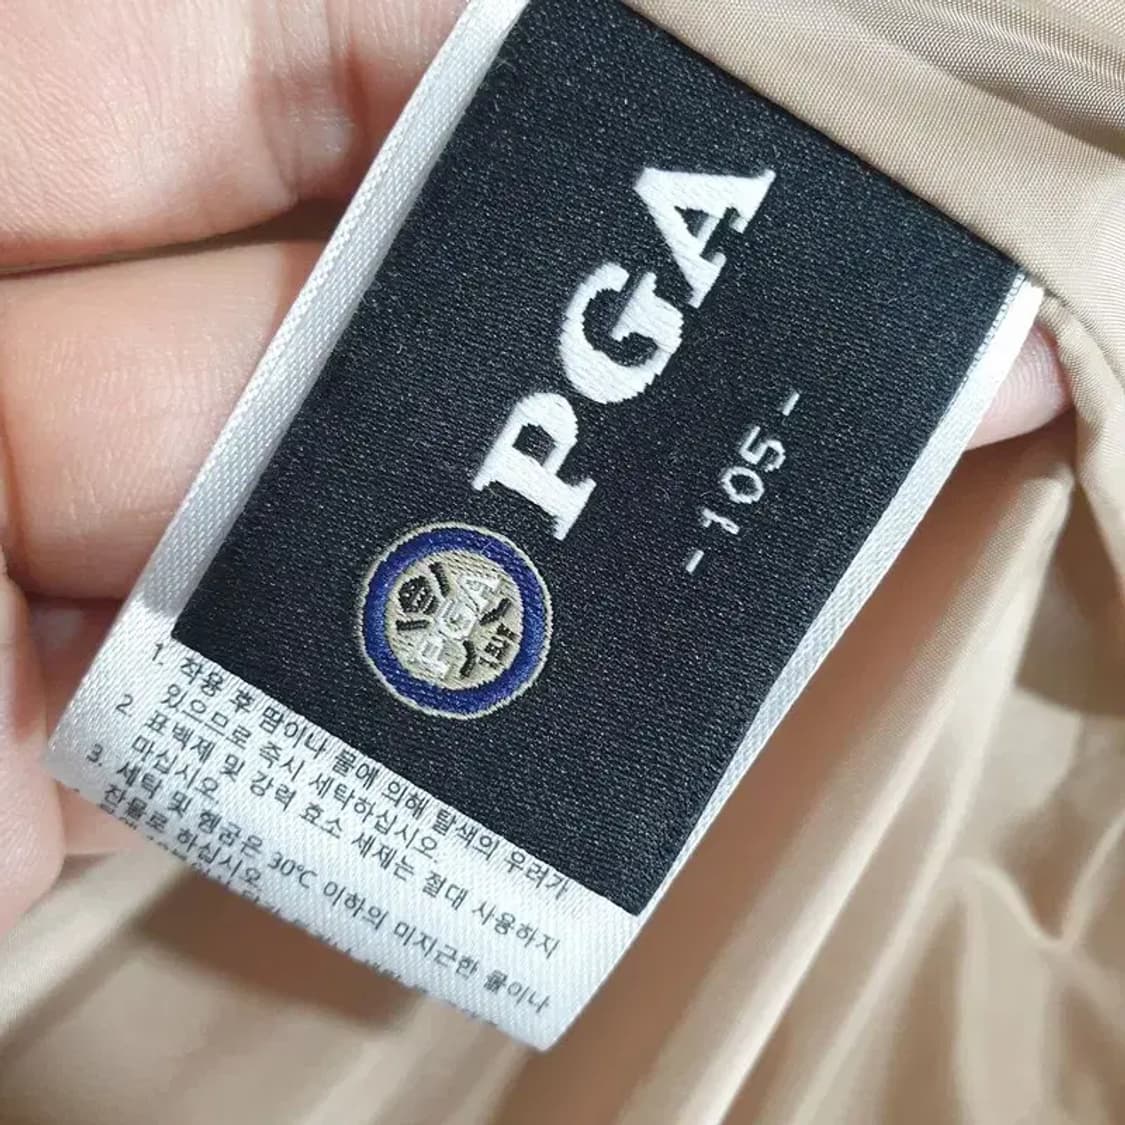 PGA
- 105 -
PGA
1. 착용 후 땀이나 물에 의해 탈색의 우려가
있으므로 즉시 세탁하십시오.
2. 표백제 및 강력 효소 세제는 절대 사용하지
마십시오.
3. 세탁 및 헹굼은 30℃ 이하의 미지근한 물이나
찬물로 하십시오